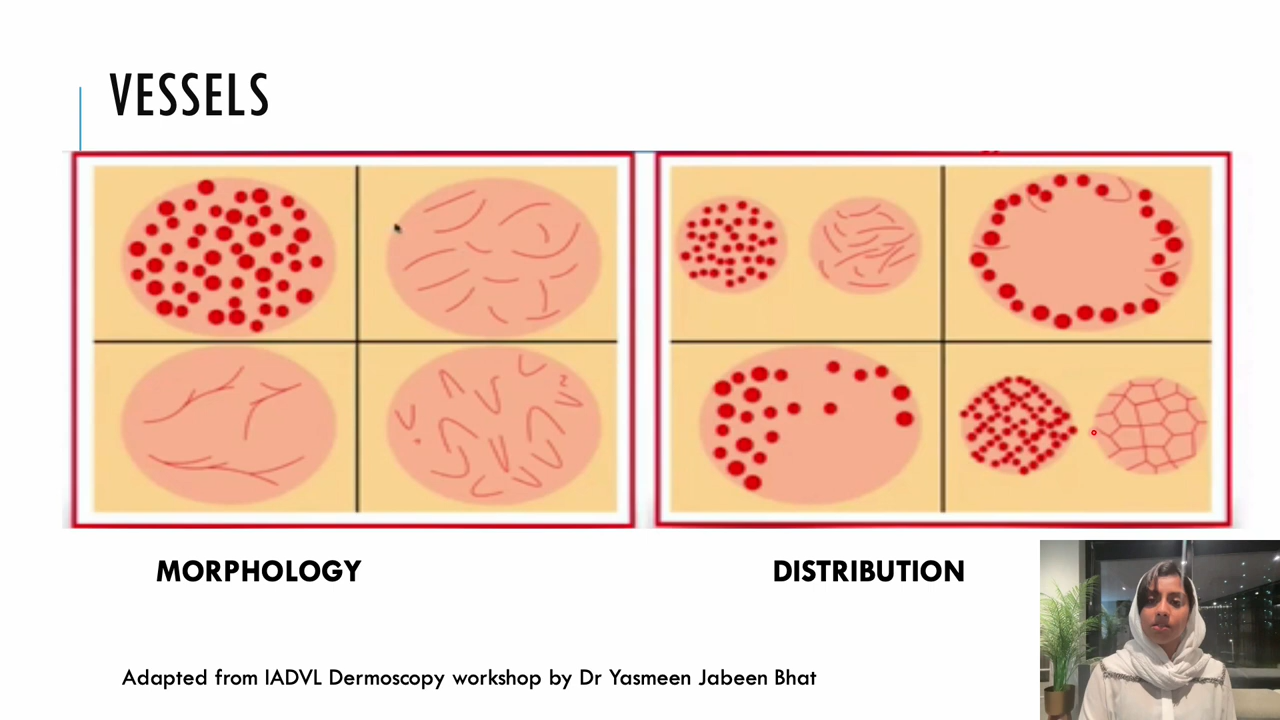 VESSELS
MORPHOLOGY
DISTRIBUTION
Adapted from IADVL Dermoscopy workshop by Dr Yasmeen Jabeen Bhat